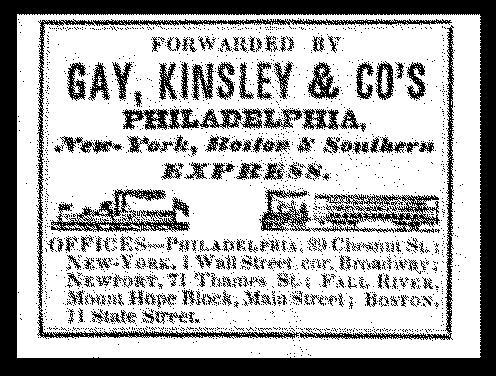 FORWARDED BY
GAY, KINSLEY & CO'S
PHILADELPHIA,
New-York, Boston & Southern
EXPRESS.
OFFICES—PHILADELPHIA, 89 Chesnut St.;
NEW-YORK, 1 Wall Street, cor. Broadway;
NEWPORT, 71 Thames St.; FALL RIVER,
Mount Hope Block, Main Street; BOSTON,
11 State Street.